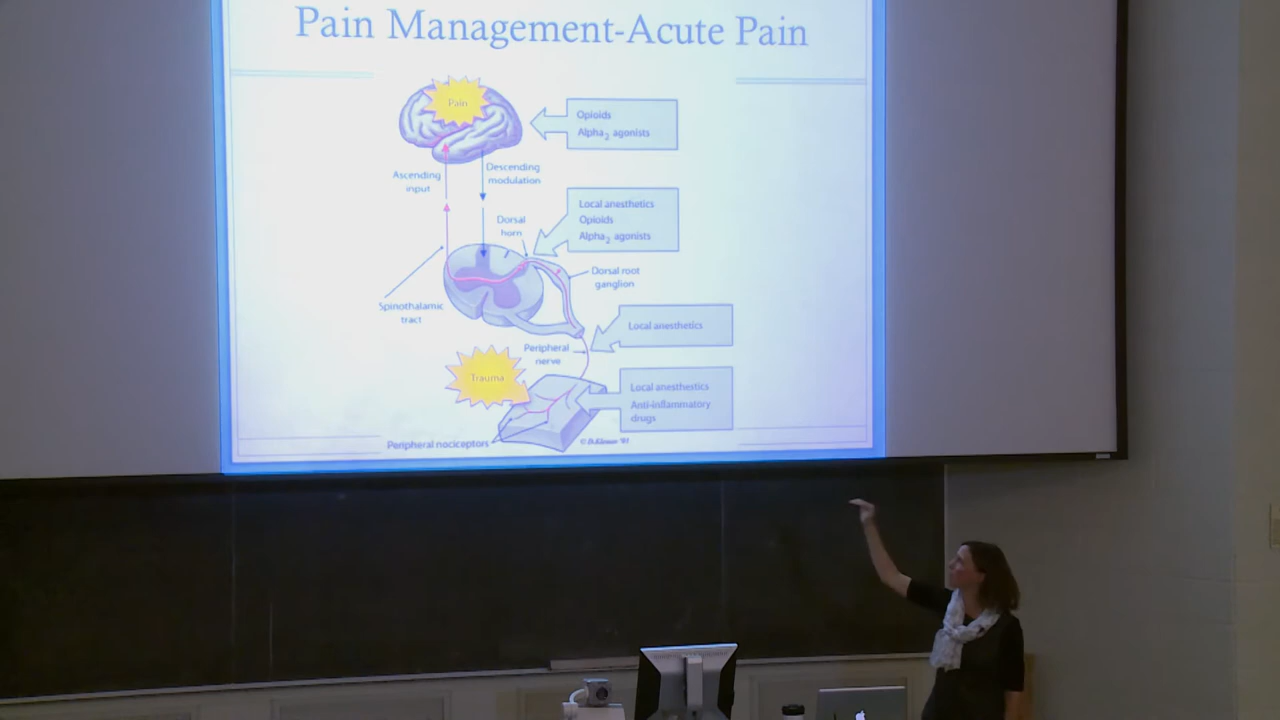 Pain Management-Acute Pain
Pain
Opioids
Alpha2 agonists
Ascending
input
Descending
modulation
Local anesthetics
Opioids
Alpha2 agonists
Dorsal
horn
Dorsal root
ganglion
Spinothalamic
tract
Local anesthetics
Peripheral
nerve
Trauma
Local anesthestics
Anti-inflammatory
drugs
Peripheral nociceptors